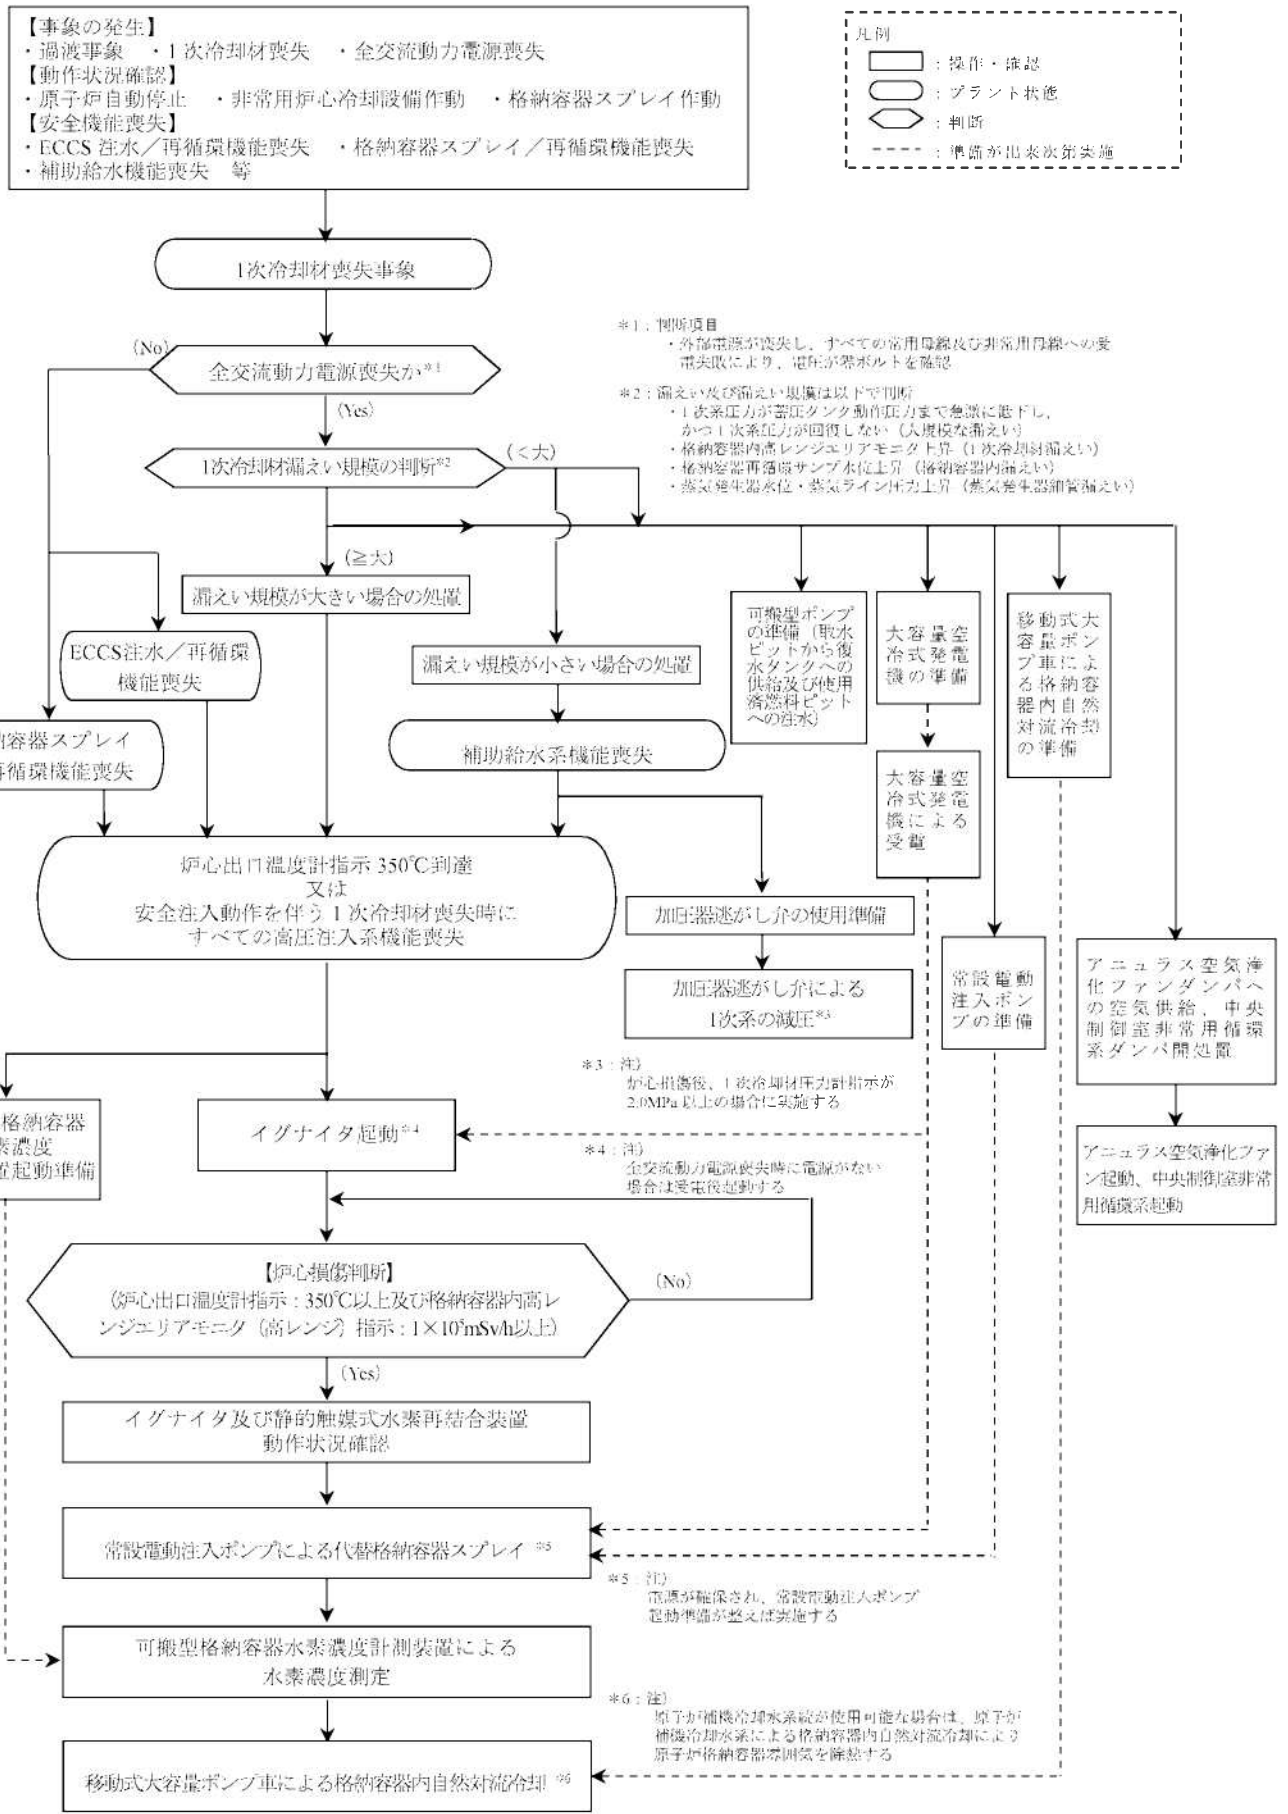 【事象の発生】
・過渡事象　・1次冷却材喪失　・全交流動力電源喪失
【動作状況確認】
・原子炉自動停止　・非常用炉心冷却設備作動　・格納容器スプレイ作動
【安全機能喪失】
・ECCS 注水／再循環機能喪失　・格納容器スプレイ／再循環機能喪失
・補助給水機能喪失　等
凡例
：操作・確認
：プラント状態
：判断
：準備が出来次第実施
1次冷却材喪失事象
(No)
全交流動力電源喪失か*1
(Yes)
*1：判断項目
・外部電源が喪失し、すべての常用母線及び非常用母線への受
電失敗により、電圧が零ボルトを確認
*2：漏えい及び漏えい規模は以下で判断
・1次系圧力が蓄圧タンク動作圧力まで急激に低下し、
かつ1次系圧力が回復しない（大規模な漏えい）
・格納容器内高レンジエリアモニタ上昇（1次冷却材漏えい）
・格納容器再循環サンプ水位上昇（格納容器内漏えい）
・蒸気発生器水位・蒸気ライン圧力上昇（蒸気発生器細管漏えい）
1次冷却材漏えい規模の判断*2
(＜大)
(≧大)
漏えい規模が大きい場合の処置
ECCS注水／再循環
機能喪失
漏えい規模が小さい場合の処置
容器スプレイ
循環機能喪失
補助給水系機能喪失
可搬型ポンプ
の準備（取水
ピットから復
水タンクへの
供給及び使用
済燃料ピット
への注水）
大容量空
冷式発電
機の準備
大容量空
冷式発電
機による
受電
移動式大
容量ポン
プ車によ
る格納容
器内自然
対流冷却
の準備
炉心出口温度計指示 350℃到達
又は
安全注入動作を伴う1次冷却材喪失時に
すべての高圧注入系機能喪失
加圧器逃がし弁の使用準備
加圧器逃がし弁による
1次系の減圧*3
常設電動
注入ポン
プの準備
アニュラス空気浄
化ファンダンパへ
の空気供給、中央
制御室非常用循環
系ダンパ開処置
*3：注）
炉心損傷後、1次冷却材圧力計指示が
2.0MPa 以上の場合に実施する
格納容器
素濃度
置起動準備
イグナイタ起動*4
*4：注）
全交流動力電源喪失時に電源がない
場合は受電後起動する
アニュラス空気浄化ファ
ン起動、中央制御室非常
用循環系起動
【炉心損傷判断】
（炉心出口温度計指示：350℃以上及び格納容器内高レ
ンジエリアモニタ（高レンジ）指示：1×10⁵mSv/h以上）
(No)
(Yes)
イグナイタ及び静的触媒式水素再結合装置
動作状況確認
常設電動注入ポンプによる代替格納容器スプレイ *5
*5：注）
電源が確保され、常設電動注入ポンプ
起動準備が整えば実施する
可搬型格納容器水素濃度計測装置による
水素濃度測定
*6：注）
原子炉補機冷却水系統が使用可能な場合は、原子炉
補機冷却水系による格納容器内自然対流冷却により
原子炉格納容器雰囲気を除熱する
移動式大容量ポンプ車による格納容器内自然対流冷却 *6